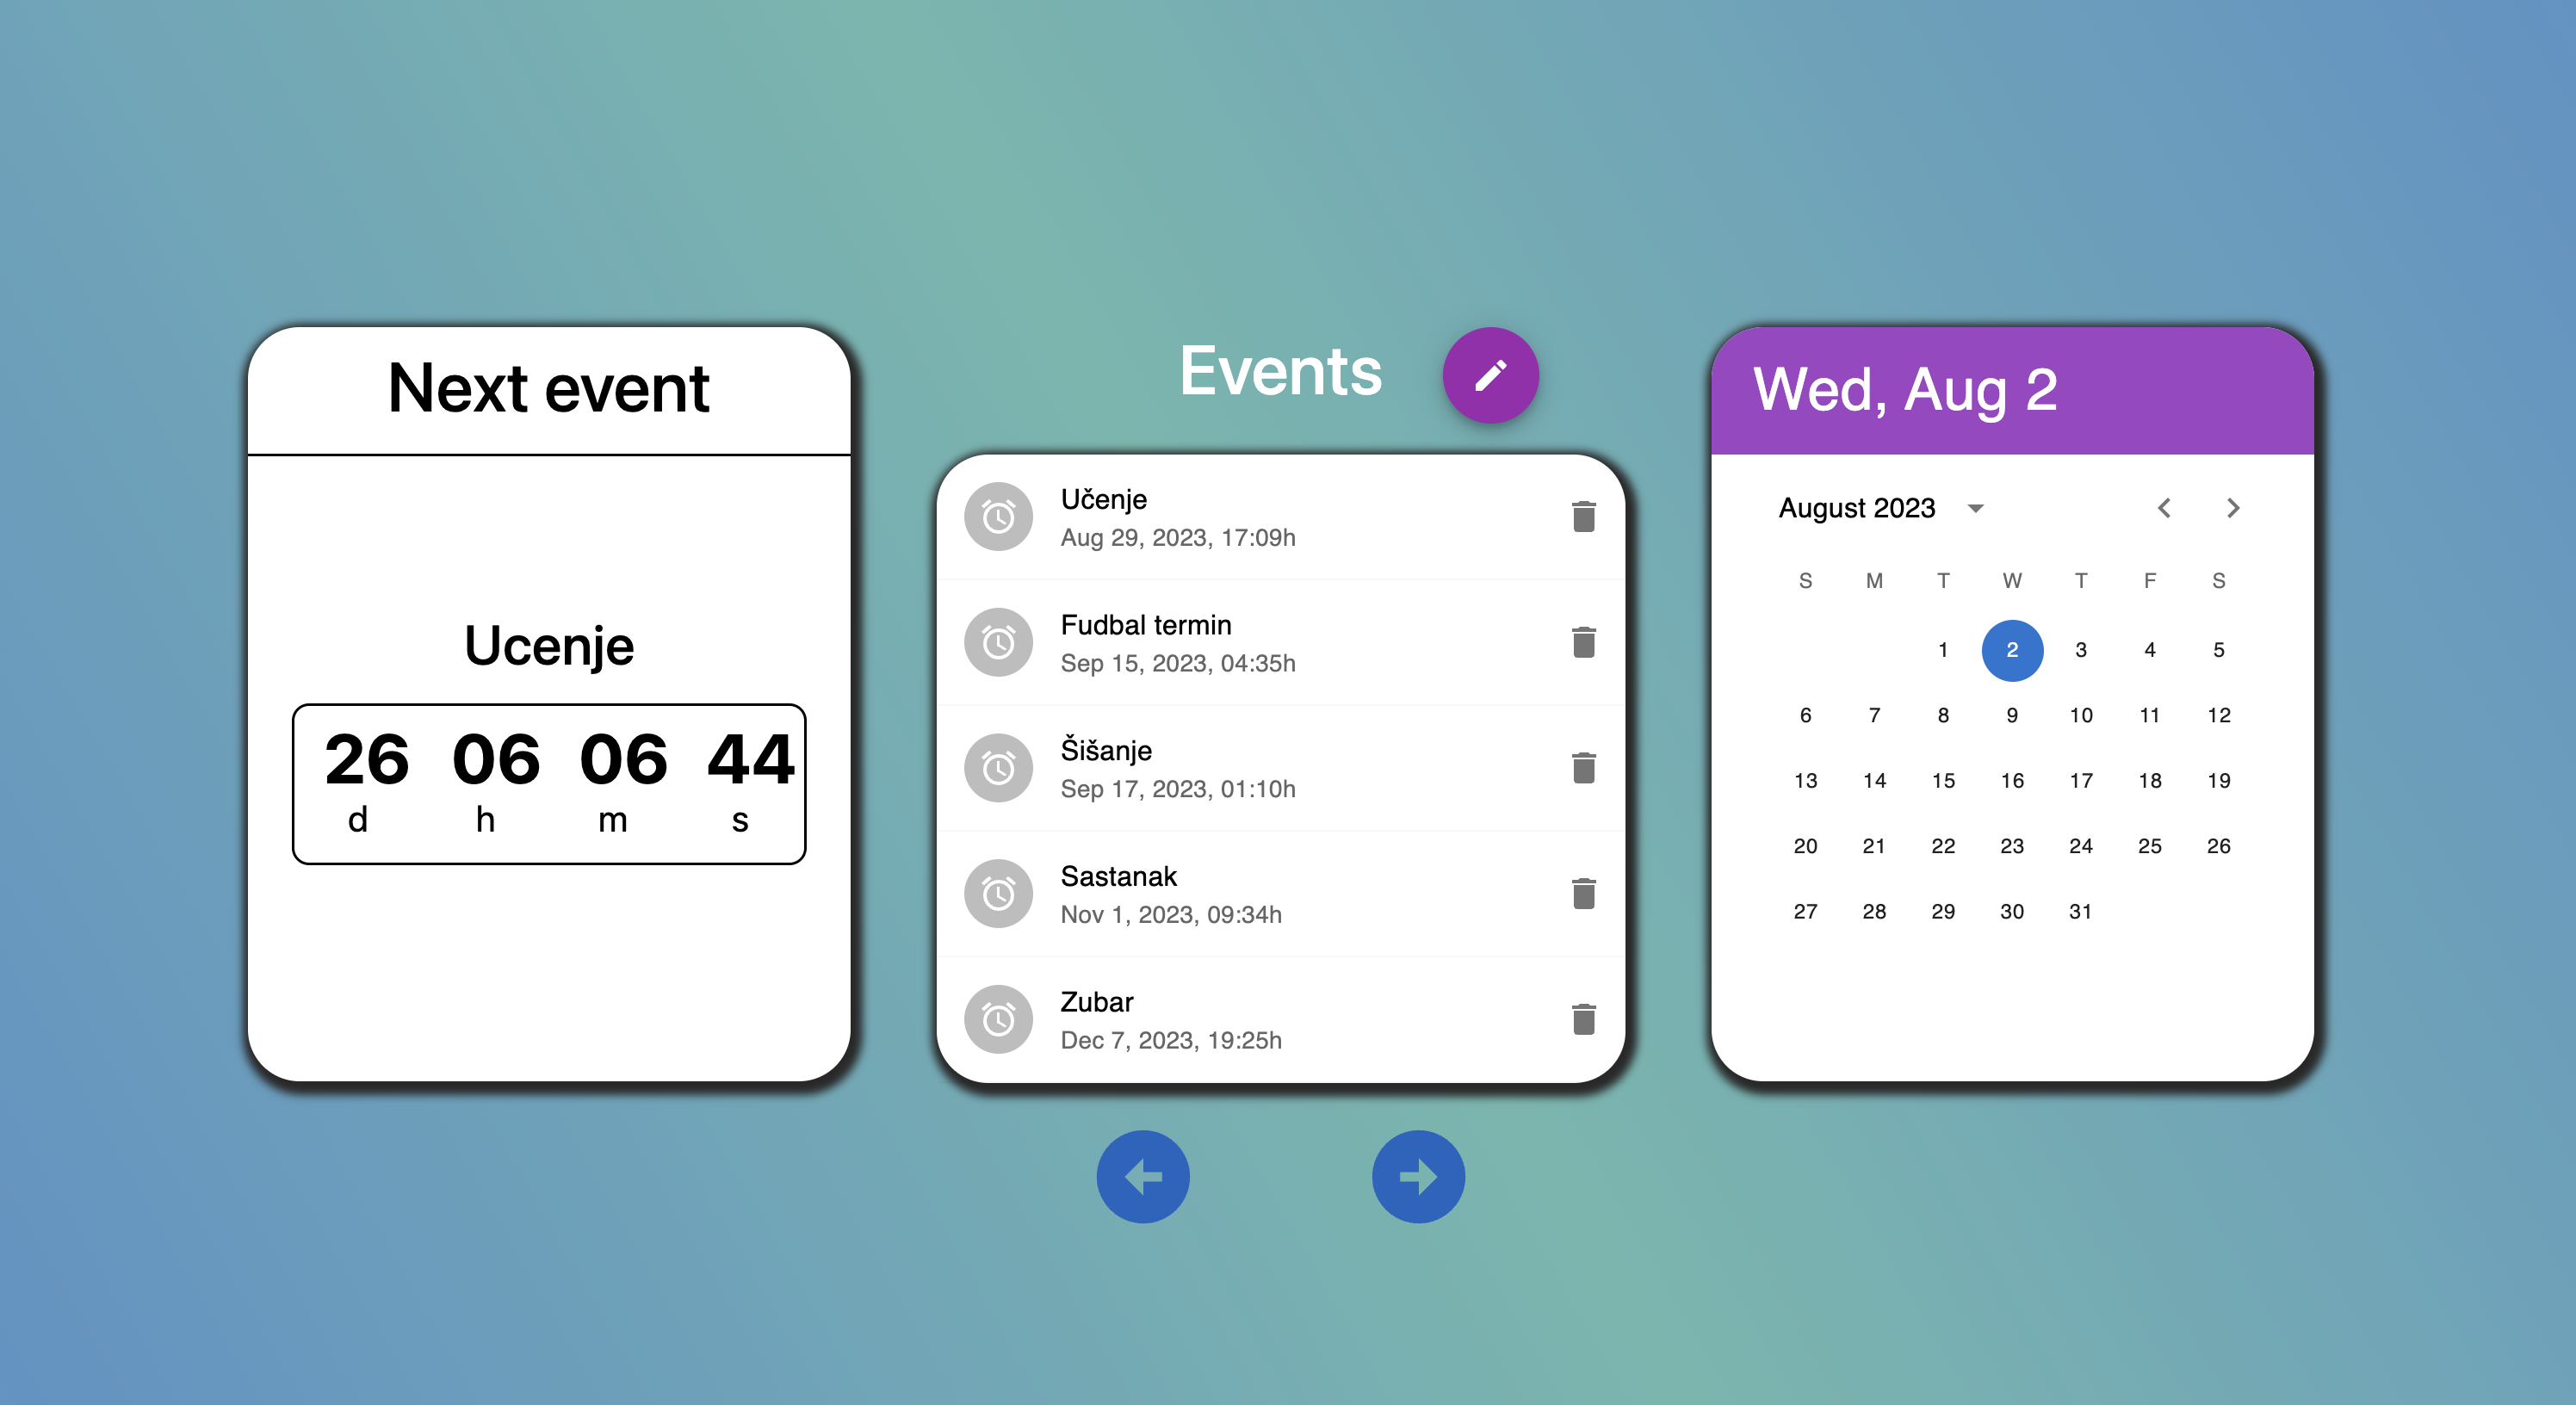 Next event
Ucenje
26 06 06 44
d h m s
Events
Učenje
Aug 29, 2023, 17:09h
Fudbal termin
Sep 15, 2023, 04:35h
Šišanje
Sep 17, 2023, 01:10h
Sastanak
Nov 1, 2023, 09:34h
Zubar
Dec 7, 2023, 19:25h
Wed, Aug 2
August 2023
S M T W T F S
1 2 3 4 5
6 7 8 9 10 11 12
13 14 15 16 17 18 19
20 21 22 23 24 25 26
27 28 29 30 31